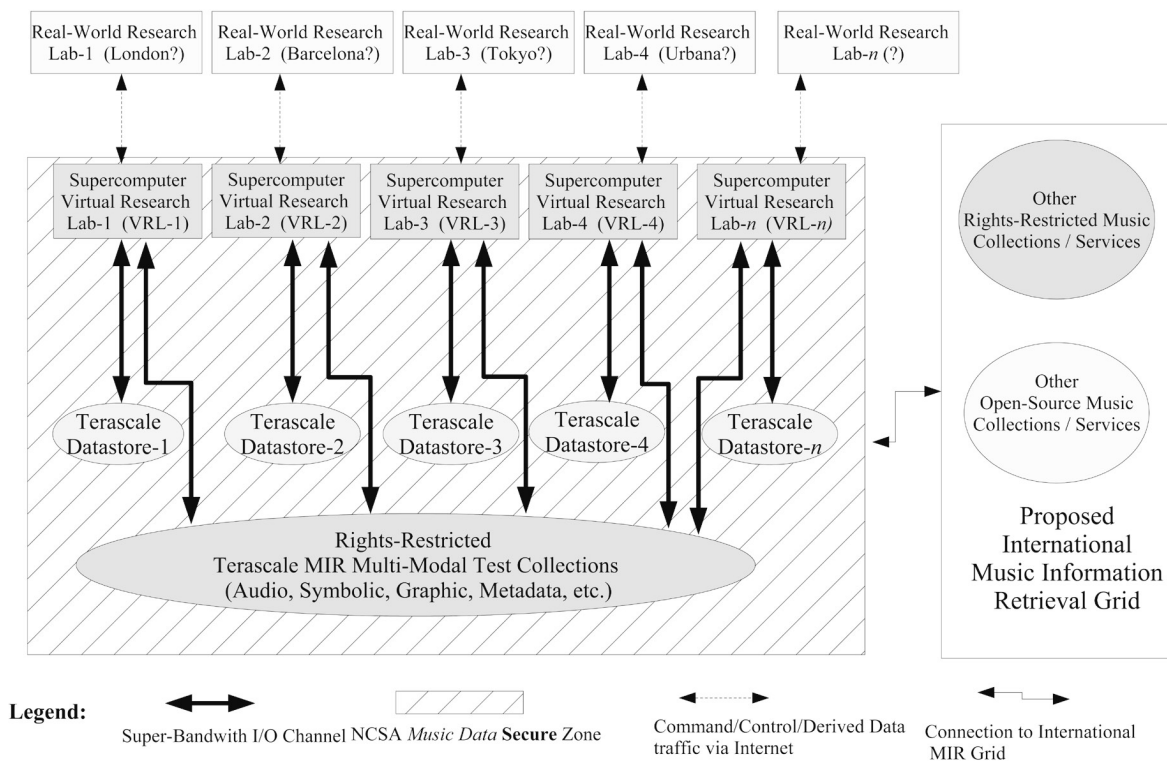 Real-World Research
Lab-1 (London?)
Real-World Research
Lab-2 (Barcelona?)
Real-World Research
Lab-3 (Tokyo?)
Real-World Research
Lab-4 (Urbana?)
Real-World Research
Lab-n (?)
Supercomputer
Virtual Research
Lab-1 (VRL-1)
Supercomputer
Virtual Research
Lab-2 (VRL-2)
Supercomputer
Virtual Research
Lab-3 (VRL-3)
Supercomputer
Virtual Research
Lab-4 (VRL-4)
Supercomputer
Virtual Research
Lab-n (VRL-n)
Terascale
Datastore-1
Terascale
Datastore-2
Terascale
Datastore-3
Terascale
Datastore-4
Terascale
Datastore-n
Rights-Restricted
Terascale MIR Multi-Modal Test Collections
(Audio, Symbolic, Graphic, Metadata, etc.)
Other
Rights-Restricted Music
Collections / Services
Other
Open-Source Music
Collections / Services
Proposed
International
Music Information
Retrieval Grid
Legend:
Super-Bandwith I/O Channel
NCSA Music Data Secure Zone
Command/Control/Derived Data
traffic via Internet
Connection to International
MIR Grid